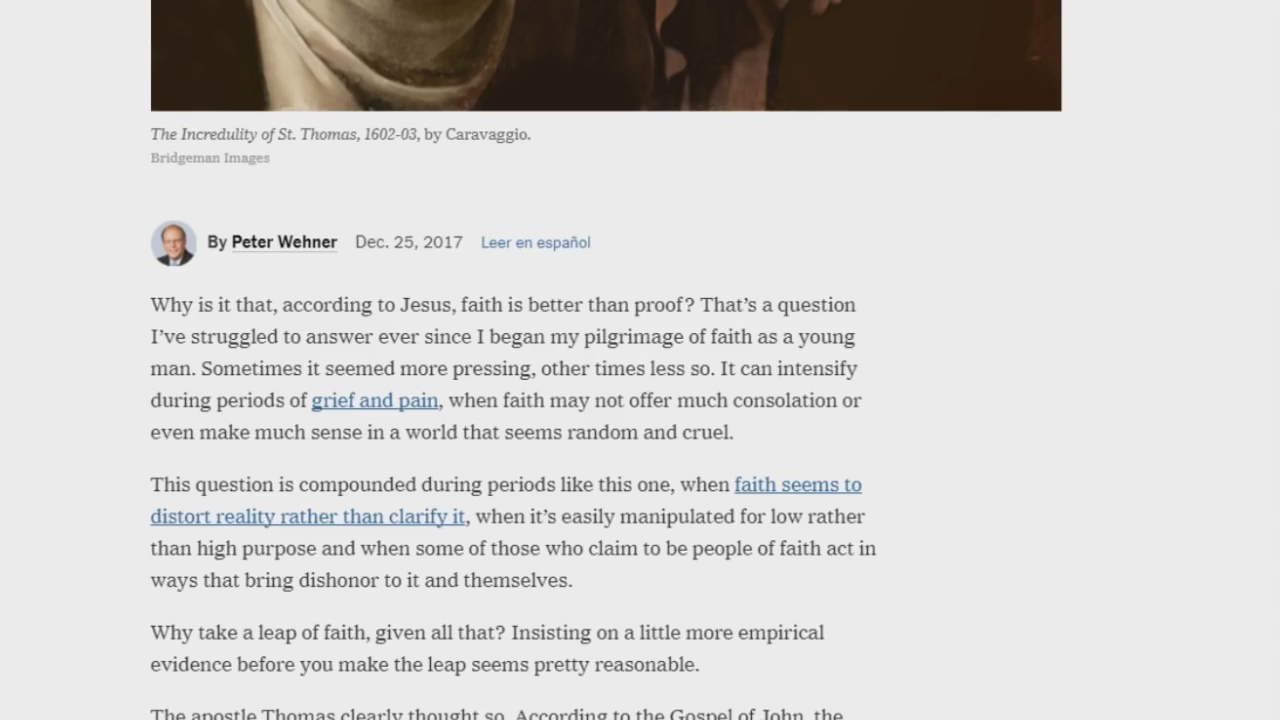 The Incredulity of St. Thomas, 1602-03, by Caravaggio.
Bridgeman Images
By Peter Wehner Dec. 25, 2017 Leer en español
Why is it that, according to Jesus, faith is better than proof? That’s a question
I’ve struggled to answer ever since I began my pilgrimage of faith as a young
man. Sometimes it seemed more pressing, other times less so. It can intensify
during periods of grief and pain, when faith may not offer much consolation or
even make much sense in a world that seems random and cruel.
This question is compounded during periods like this one, when faith seems to
distort reality rather than clarify it, when it’s easily manipulated for low rather
than high purpose and when some of those who claim to be people of faith act in
ways that bring dishonor to it and themselves.
Why take a leap of faith, given all that? Insisting on a little more empirical
evidence before you make the leap seems pretty reasonable.
The apostle Thomas clearly thought so. According to the Gospel of John, the